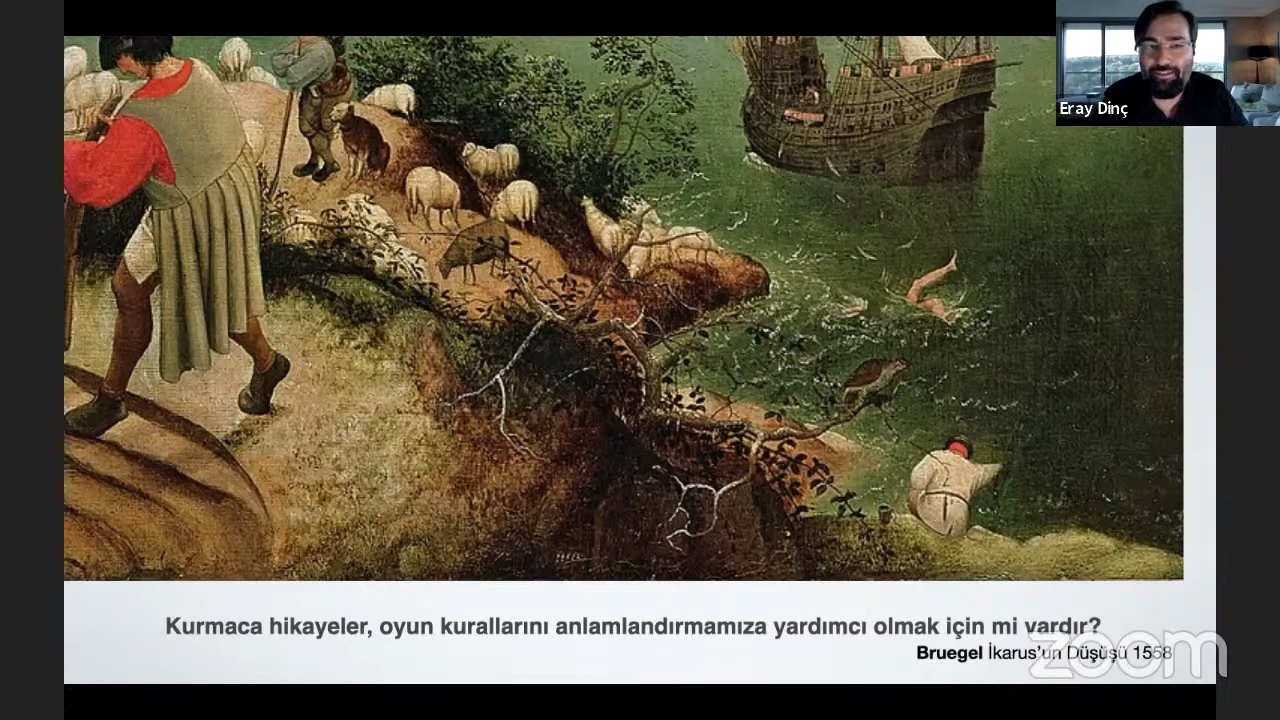 Eray Dinç
Kurmaca hikayeler, oyun kurallarını anlamlandırmamıza yardımcı olmak için mi vardır?
Bruegel İkarus'un Düşüşü 1558
zoom